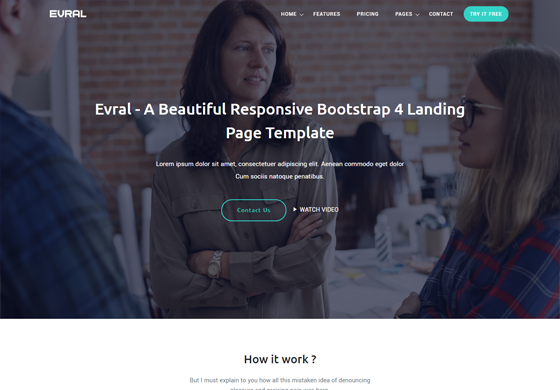 EVRAL
HOME FEATURES PRICING PAGES CONTACT TRY IT FREE
Evral - A Beautiful Responsive Bootstrap 4 Landing
Page Template
Lorem ipsum dolor sit amet, consectetuer adipiscing elit. Aenean commodo eget dolor
Cum sociis natoque penatibus.
Contact Us WATCH VIDEO
How it work ?
But I must explain to you how all this mistaken idea of denouncing